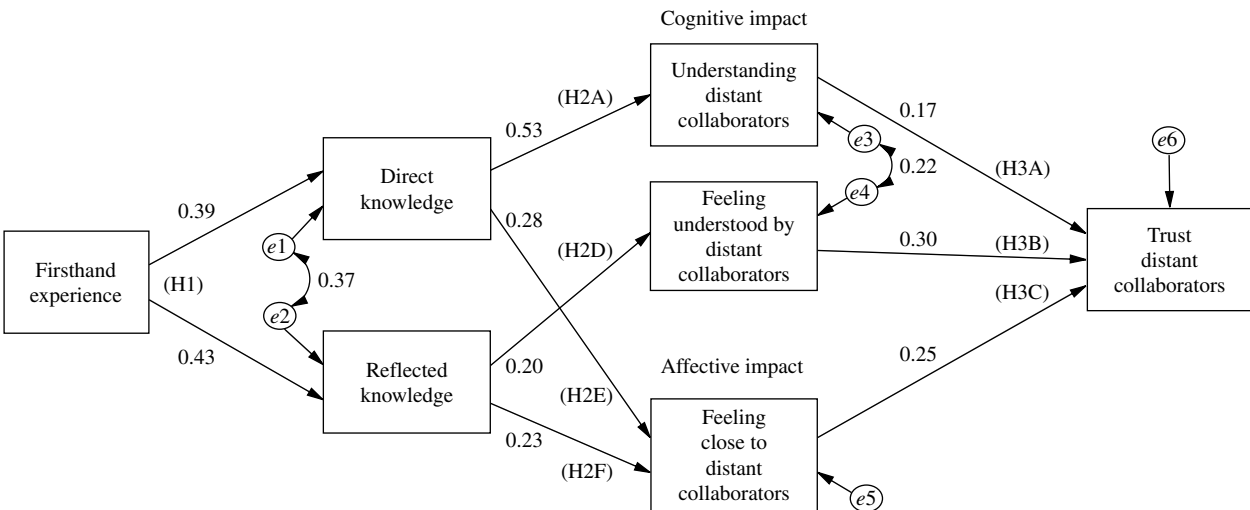 Cognitive impact
Understanding
distant
collaborators
(H2A)
0.53
0.17
e3
e6
0.22
(H3A)
e4
Direct
knowledge
Feeling
understood by
distant
collaborators
0.39
0.28
(H2D)
0.30
(H3B)
Trust
distant
collaborators
e1
Firsthand
experience
(H1)
0.37
(H3C)
e2
0.43
Reflected
knowledge
0.20
0.25
Affective impact
(H2E)
Feeling
close to
distant
collaborators
0.23
(H2F)
e5